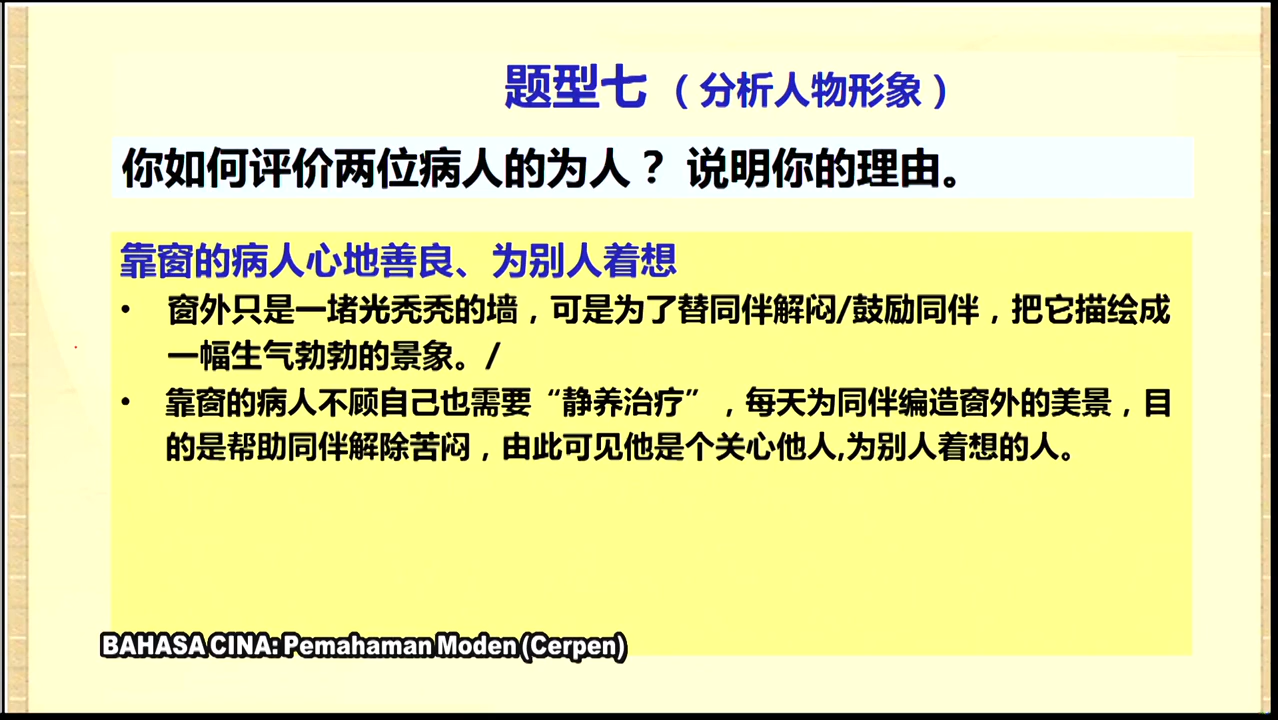 题型七（分析人物形象）
你如何评价两位病人的为人？ 说明你的理由。
靠窗的病人心地善良、为别人着想
• 窗外只是一堵光秃秃的墙，可是为了替同伴解闷/鼓励同伴，把它描绘成
一幅生气勃勃的景象。/
• 靠窗的病人不顾自己也需要“静养治疗”，每天为同伴编造窗外的美景，目
的是帮助同伴解除苦闷，由此可见他是个关心他人,为别人着想的人。
BAHASA CINA: Pemahaman Moden (Cerpen)